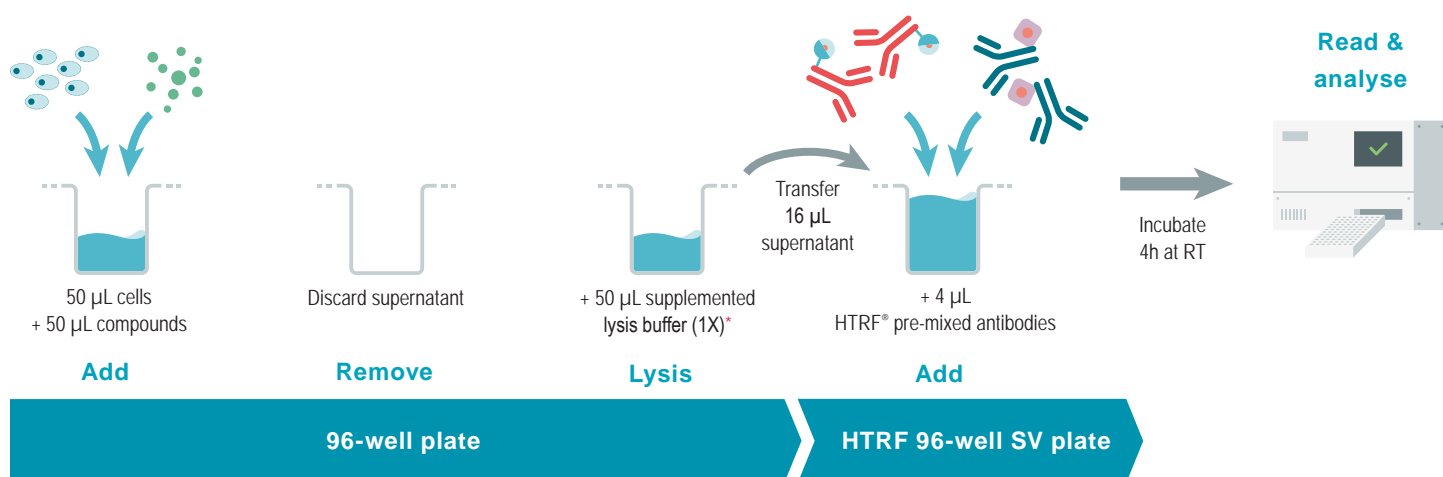 50 µL cells
+ 50 µL compounds
Add
Discard supernatant
Remove
+ 50 µL supplemented
lysis buffer (1X)*
Lysis
Transfer
16 µL
supernatant
+ 4 µL
HTRF® pre-mixed antibodies
Add
Incubate
4h at RT
Read &
analyse
96-well plate
HTRF 96-well SV plate